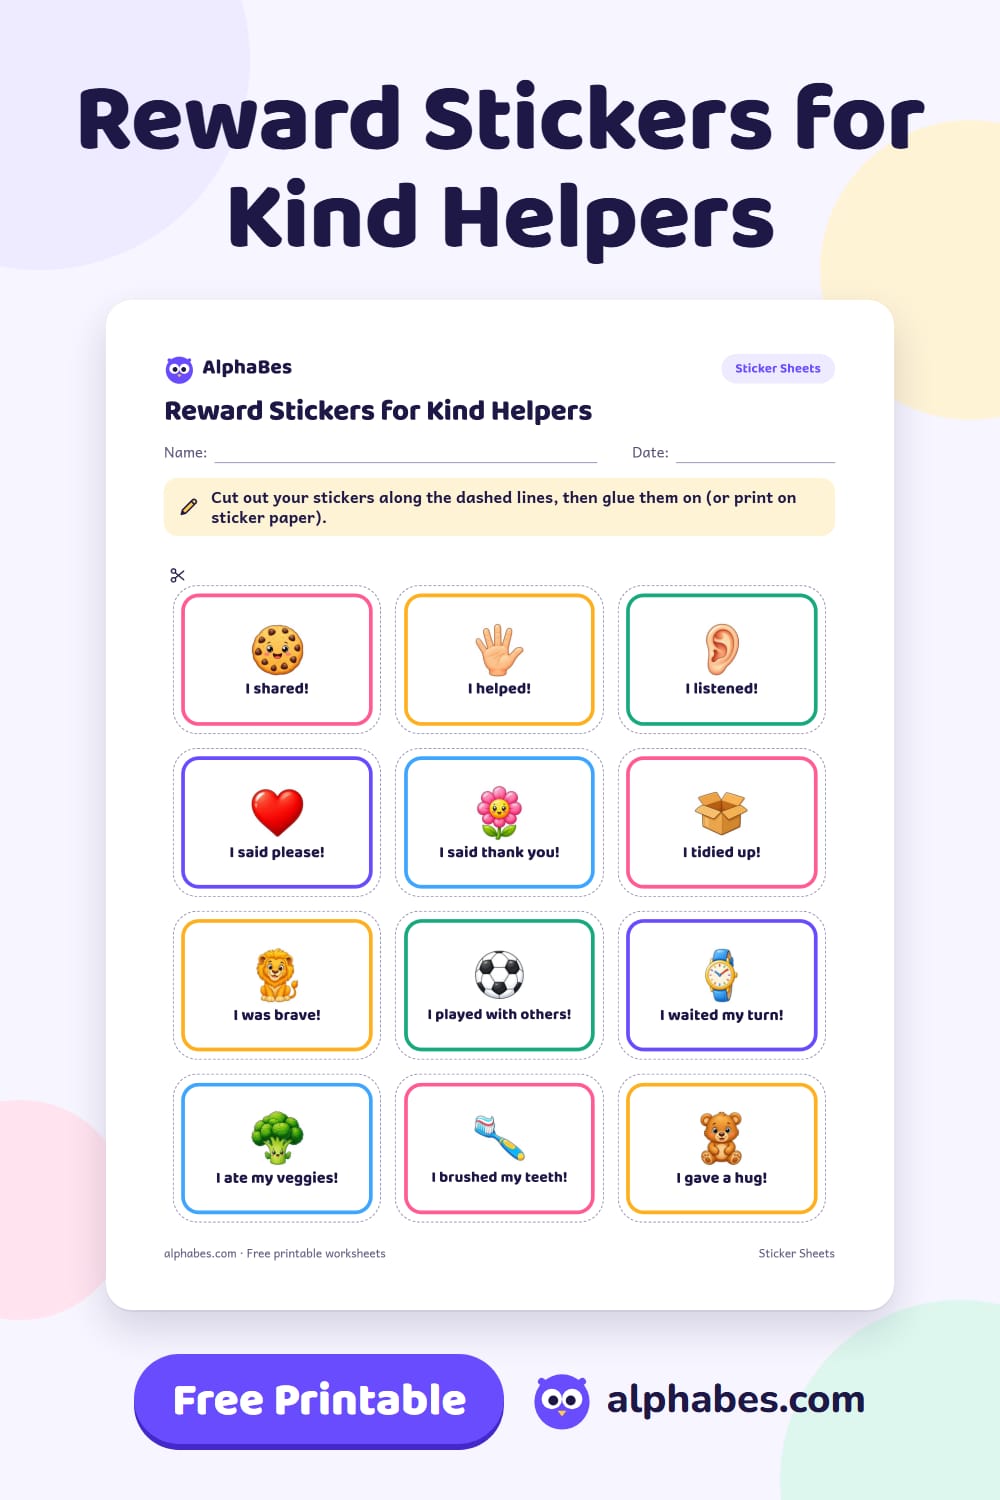 Reward Stickers for
Kind Helpers
AlphaBes
Sticker Sheets
Reward Stickers for Kind Helpers
Name:
Date:
Cut out your stickers along the dashed lines, then glue them on (or print on
sticker paper).
I shared!
I helped!
I listened!
I said please!
I said thank you!
I tidied up!
I was brave!
I played with others!
I waited my turn!
I ate my veggies!
I brushed my teeth!
I gave a hug!
alphabes.com · Free printable worksheets
Sticker Sheets
Free Printable
alphabes.com